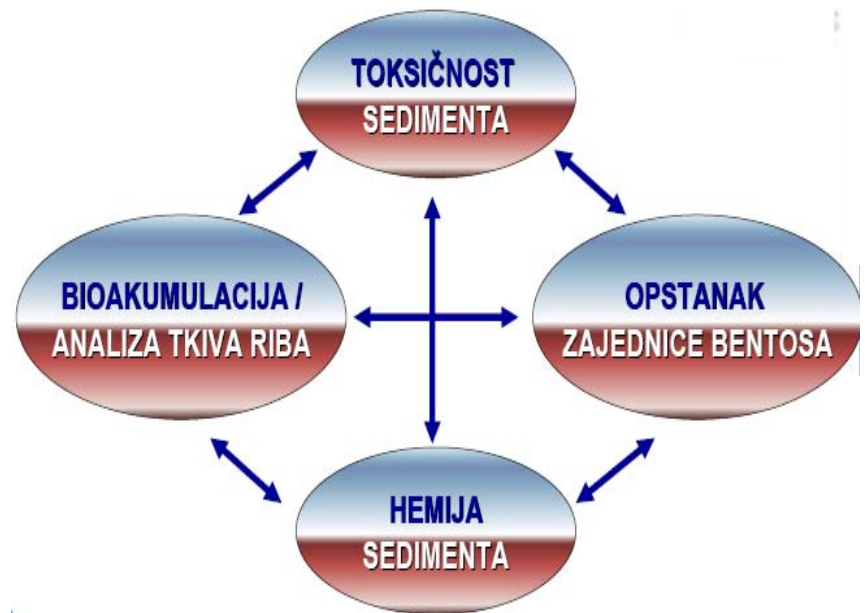 TOKSIČNOST
SEDIMENTA
BIOAKUMULACIJA /
ANALIZA TKIVA RIBA
OPSTANAK
ZAJEDNICE BENTOSA
HEMIJA
SEDIMENTA